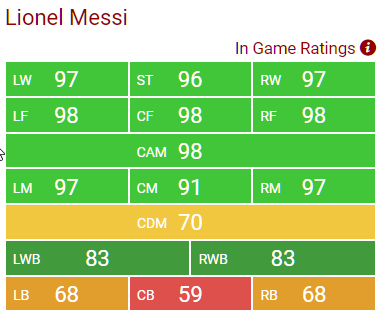 Lionel Messi
In Game Ratings i
LW 97 ST 96 RW 97
LF 98 CF 98 RF 98
CAM 98
LM 97 CM 91 RM 97
CDM 70
LWB 83 RWB 83
LB 68 CB 59 RB 68